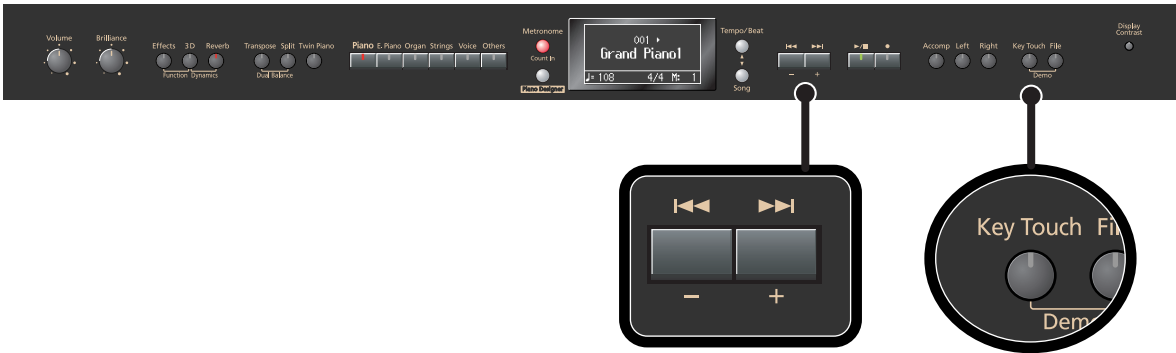 Volume
Brilliance
Effects 3D Reverb
Function Dynamics
Transpose Split Twin Piano
Dual Balance
Piano E. Piano Organ Strings Voice Others
Metronome
Count In
Piano Designer
001
Grand Piano1
♩= 108 4/4 M: 1
Tempo/Beat
Song
− +
Accomp Left Right
Key Touch File
Demo
Display
Contrast
− +
Key Touch Fil
Dem